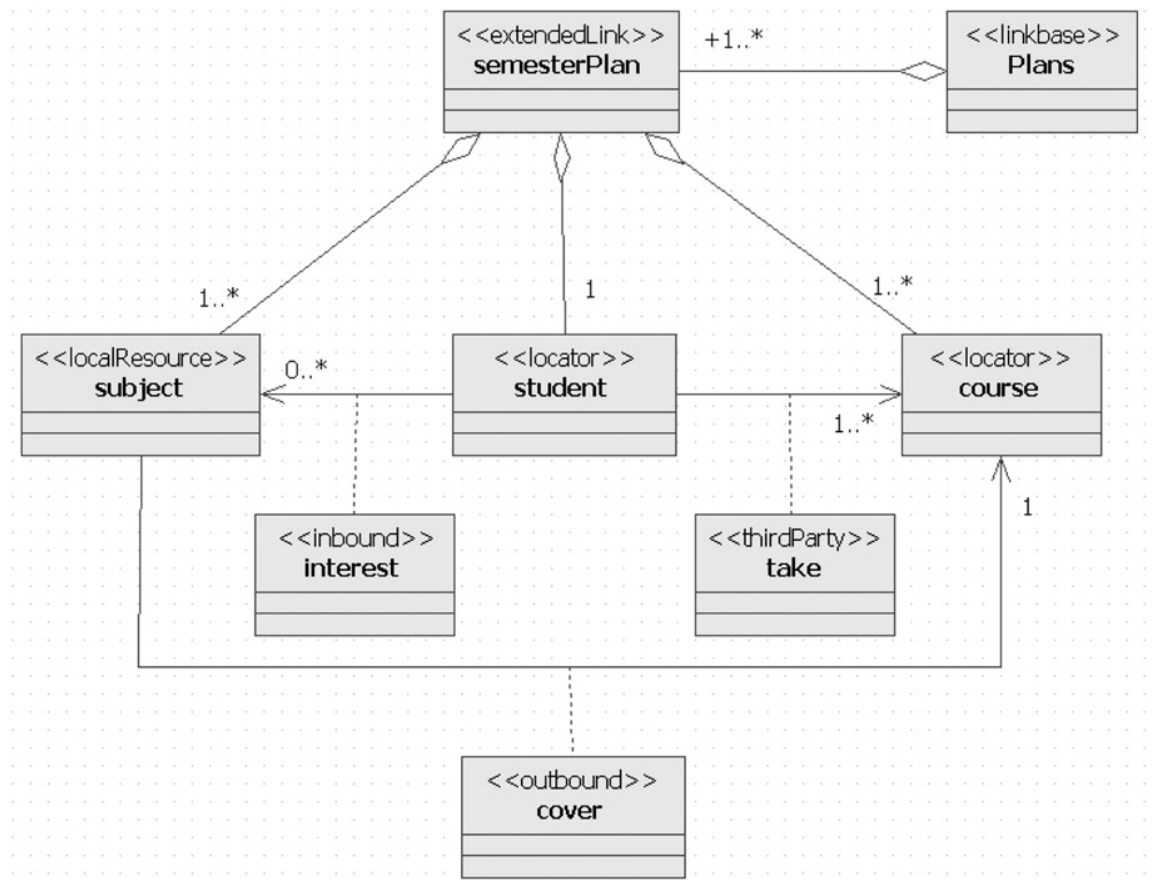 <<extendedLink>>
semesterPlan
+1..*
<<linkbase>>
Plans
1..*
1
1..*
<<localResource>>
subject
0..*
<<locator>>
student
1..*
<<locator>>
course
<<inbound>>
interest
<<thirdParty>>
take
1
<<outbound>>
cover